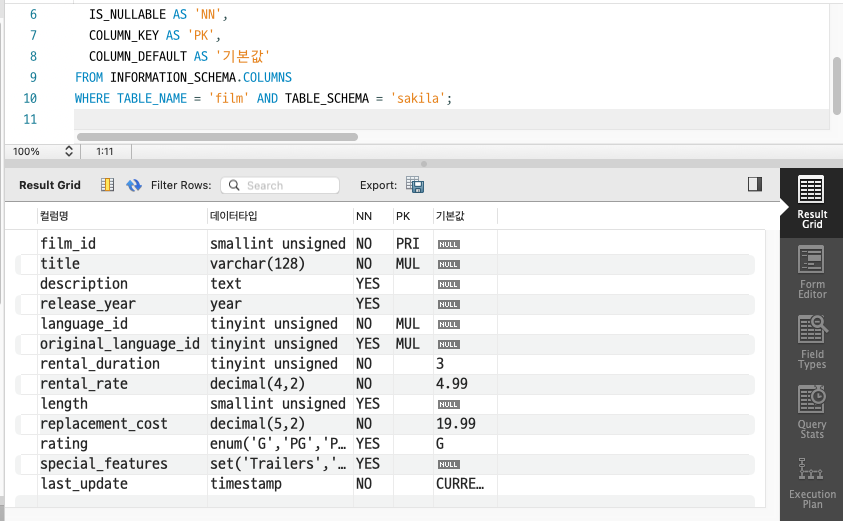 6 IS_NULLABLE AS 'NN',
7 COLUMN_KEY AS 'PK',
8 COLUMN_DEFAULT AS '기본값'
9 FROM INFORMATION_SCHEMA.COLUMNS
10 WHERE TABLE_NAME = 'film' AND TABLE_SCHEMA = 'sakila';
11
100% 1:11
Result Grid Filter Rows: Search Export:
컬럼명 데이터타입 NN PK 기본값
film_id smallint unsigned NO PRI NULL
title varchar(128) NO MUL NULL
description text YES NULL
release_year year YES NULL
language_id tinyint unsigned NO MUL NULL
original_language_id tinyint unsigned YES MUL NULL
rental_duration tinyint unsigned NO 3
rental_rate decimal(4,2) NO 4.99
length smallint unsigned YES NULL
replacement_cost decimal(5,2) NO 19.99
rating enum('G','PG','P... YES G
special_features set('Trailers','... YES NULL
last_update timestamp NO CURRE...
Result
Grid
Form
Editor
Field
Types
Query
Stats
Execution
Plan